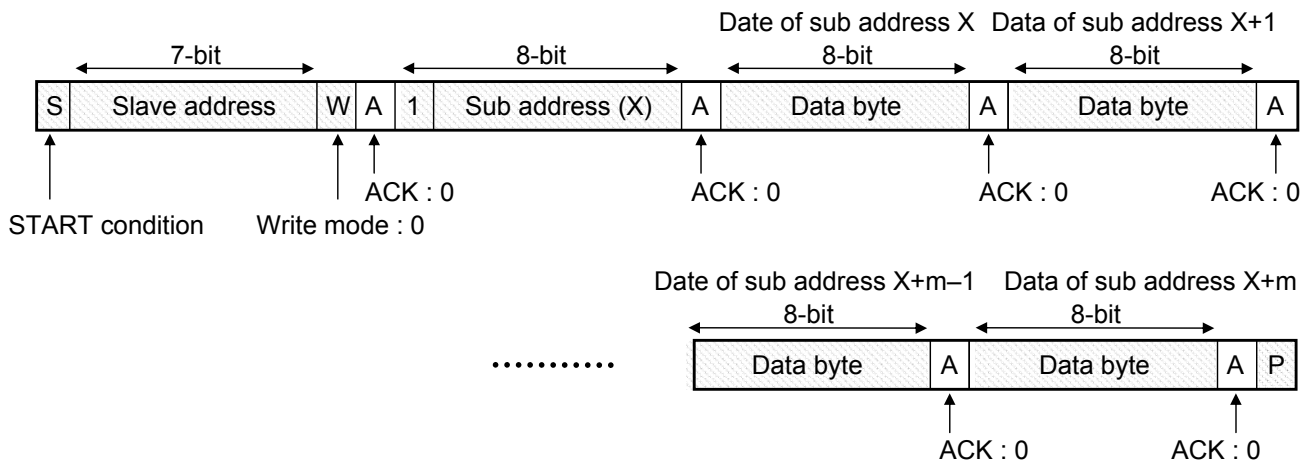 Date of sub address X Data of sub address X+1
7-bit 8-bit 8-bit 8-bit
S Slave address W A 1 Sub address (X) A Data byte A Data byte A
ACK : 0 ACK : 0 ACK : 0 ACK : 0
START condition Write mode : 0
Date of sub address X+m–1 Data of sub address X+m
8-bit 8-bit
Data byte A Data byte A P
ACK : 0 ACK : 0